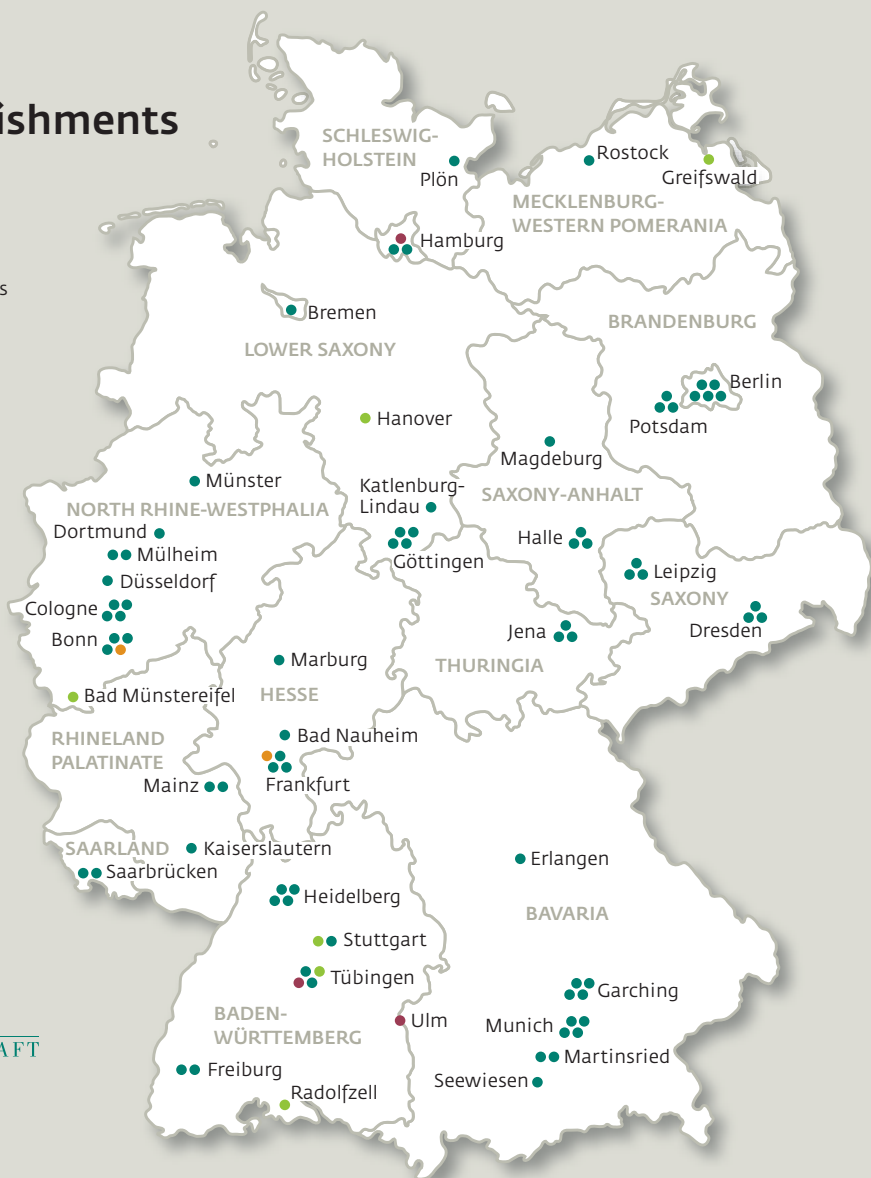 ishments
SCHLESWIG-
HOLSTEIN
Plön
Rostock
Greifswald
MECKLENBURG-
WESTERN POMERANIA
Hamburg
s
Bremen
LOWER SAXONY
BRANDENBURG
Berlin
Potsdam
Hanover
Magdeburg
Münster
Katlenburg-
Lindau
SAXONY-ANHALT
NORTH RHINE-WESTPHALIA
Dortmund
Mülheim
Halle
Göttingen
Leipzig
Düsseldorf
SAXONY
Cologne
Dresden
Bonn
Jena
Marburg
THURINGIA
HESSE
Bad Münstereifel
Bad Nauheim
RHINELAND
PALATINATE
Mainz
Frankfurt
SAARLAND
Kaiserslautern
Saarbrücken
Erlangen
Heidelberg
BAVARIA
Stuttgart
Tübingen
Garching
BADEN-
WÜRTTEMBERG
Ulm
Munich
AFT
Martinsried
Freiburg
Seewiesen
Radolfzell